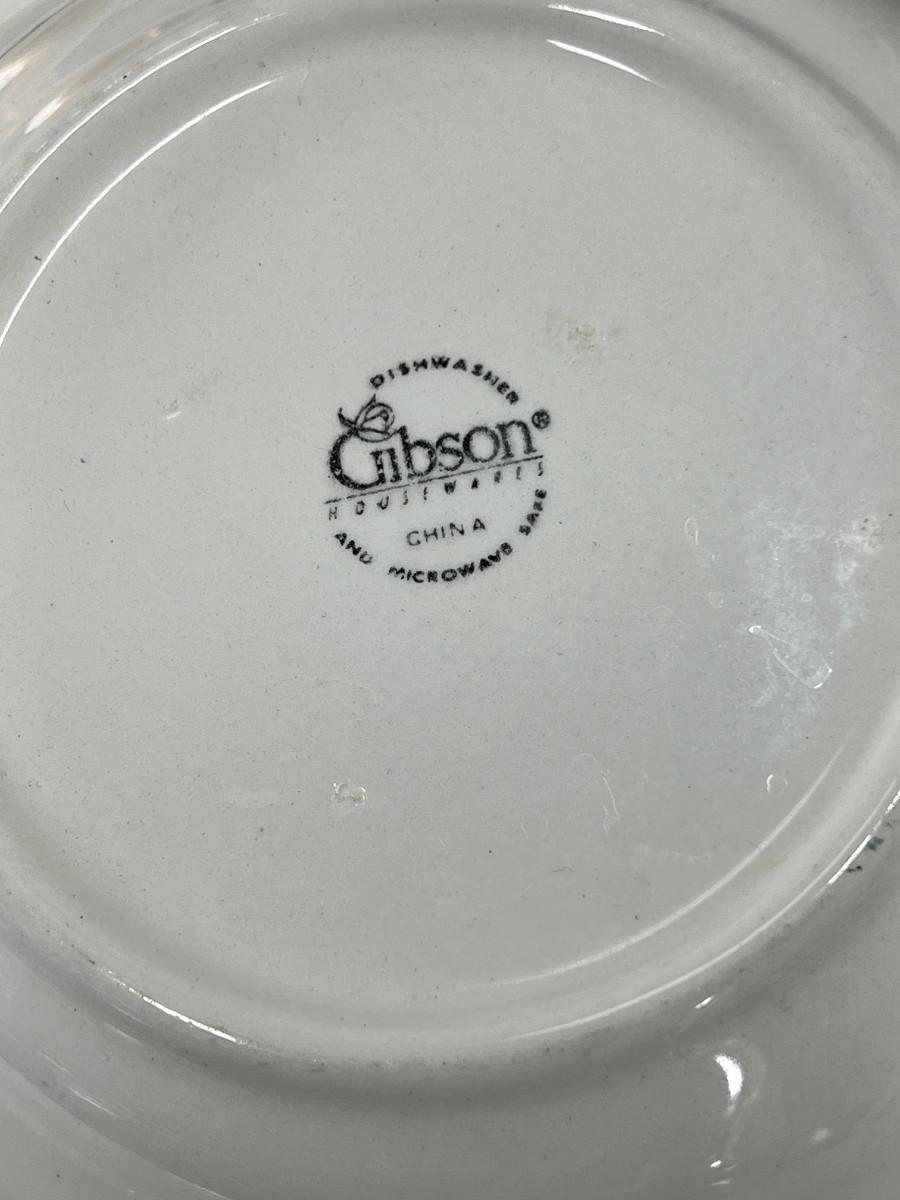 DISHWASHER
Gibson®
HOUSEWARES
CHINA
AND MICROWAVE SAFE